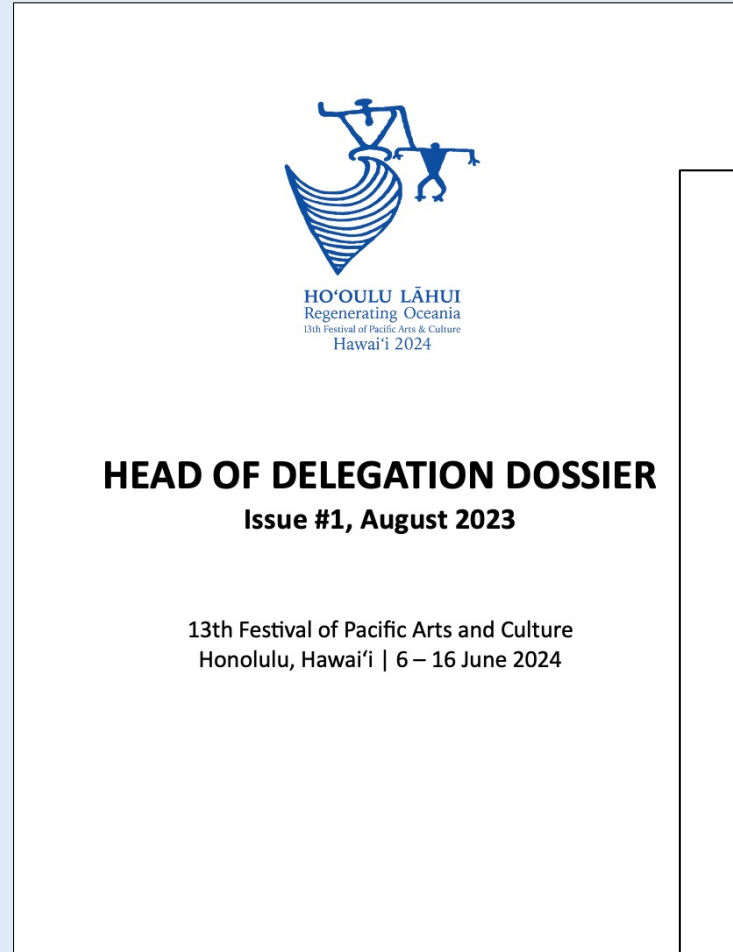 HOʻOULU LĀHUI
Regenerating Oceania
13th Festival of Pacific Arts & Culture
Hawaiʻi 2024
HEAD OF DELEGATION DOSSIER
Issue #1, August 2023
13th Festival of Pacific Arts and Culture
Honolulu, Hawaiʻi | 6 – 16 June 2024